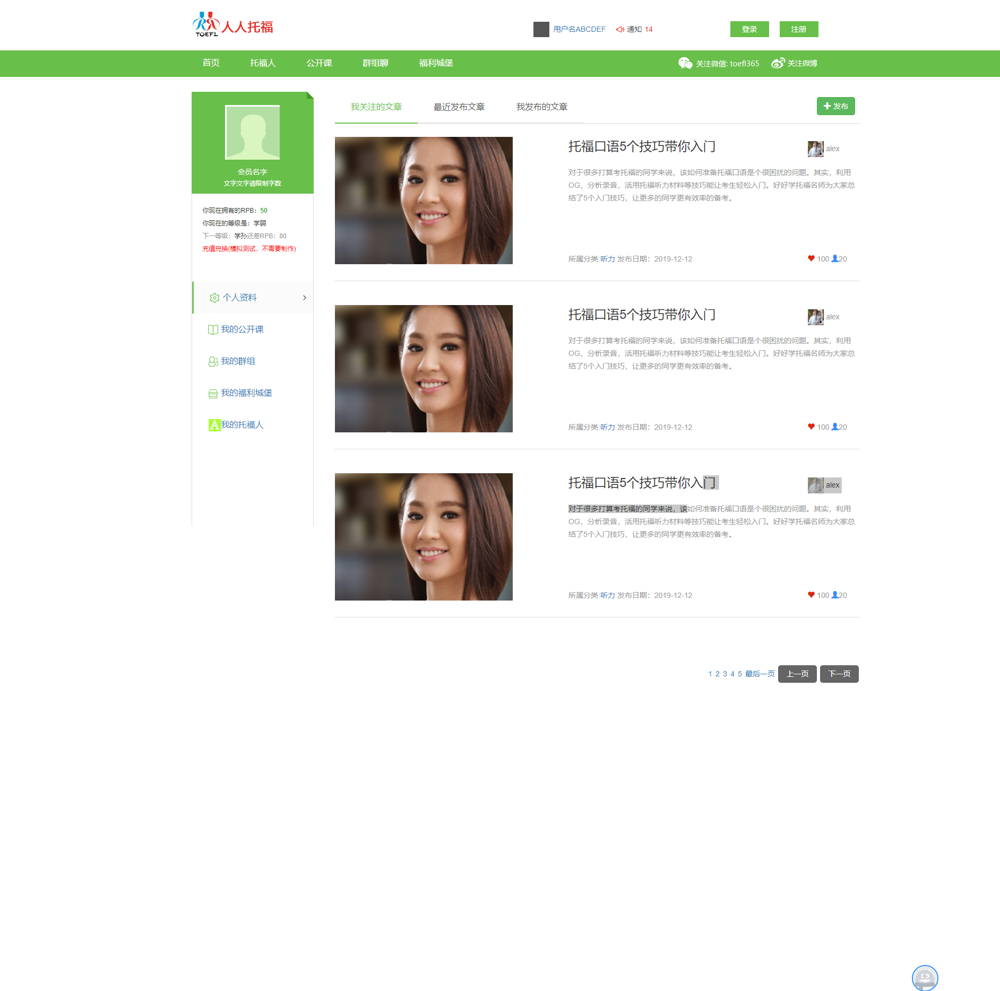 TOEFL 人人托福
用户名ABCDEF 通知 14 登录 注册
首页 托福人 公开课 群组聊 福利城堡 关注微信: toefl365 关注微博
会员名字
文字文字请限制字数
你现在拥有的RPB：50
你现在的等级是：学弱
下一等级：学孙还差RPB：80
充值兑换(模拟测试，不需要制作)
个人资料
我的公开课
我的群组
我的福利城堡
A我的托福人
我关注的文章 最近发布文章 我发布的文章 发布
托福口语5个技巧带你入门 alex
对于很多打算考托福的同学来说，该如何准备托福口语是个很困扰的问题。其实，利用
OG，分析录音，活用托福听力材料等技巧能让考生轻松入门。好好学托福名师为大家总
结了5个入门技巧，让更多的同学更有效率的备考。
所属分类:听力 发布日期：2019-12-12 100 20
托福口语5个技巧带你入门 alex
对于很多打算考托福的同学来说，该如何准备托福口语是个很困扰的问题。其实，利用
OG，分析录音，活用托福听力材料等技巧能让考生轻松入门。好好学托福名师为大家总
结了5个入门技巧，让更多的同学更有效率的备考。
所属分类:听力 发布日期：2019-12-12 100 20
托福口语5个技巧带你入门 alex
对于很多打算考托福的同学来说，该如何准备托福口语是个很困扰的问题。其实，利用
OG，分析录音，活用托福听力材料等技巧能让考生轻松入门。好好学托福名师为大家总
结了5个入门技巧，让更多的同学更有效率的备考。
所属分类:听力 发布日期：2019-12-12 100 20
1 2 3 4 5 最后一页 上一页 下一页